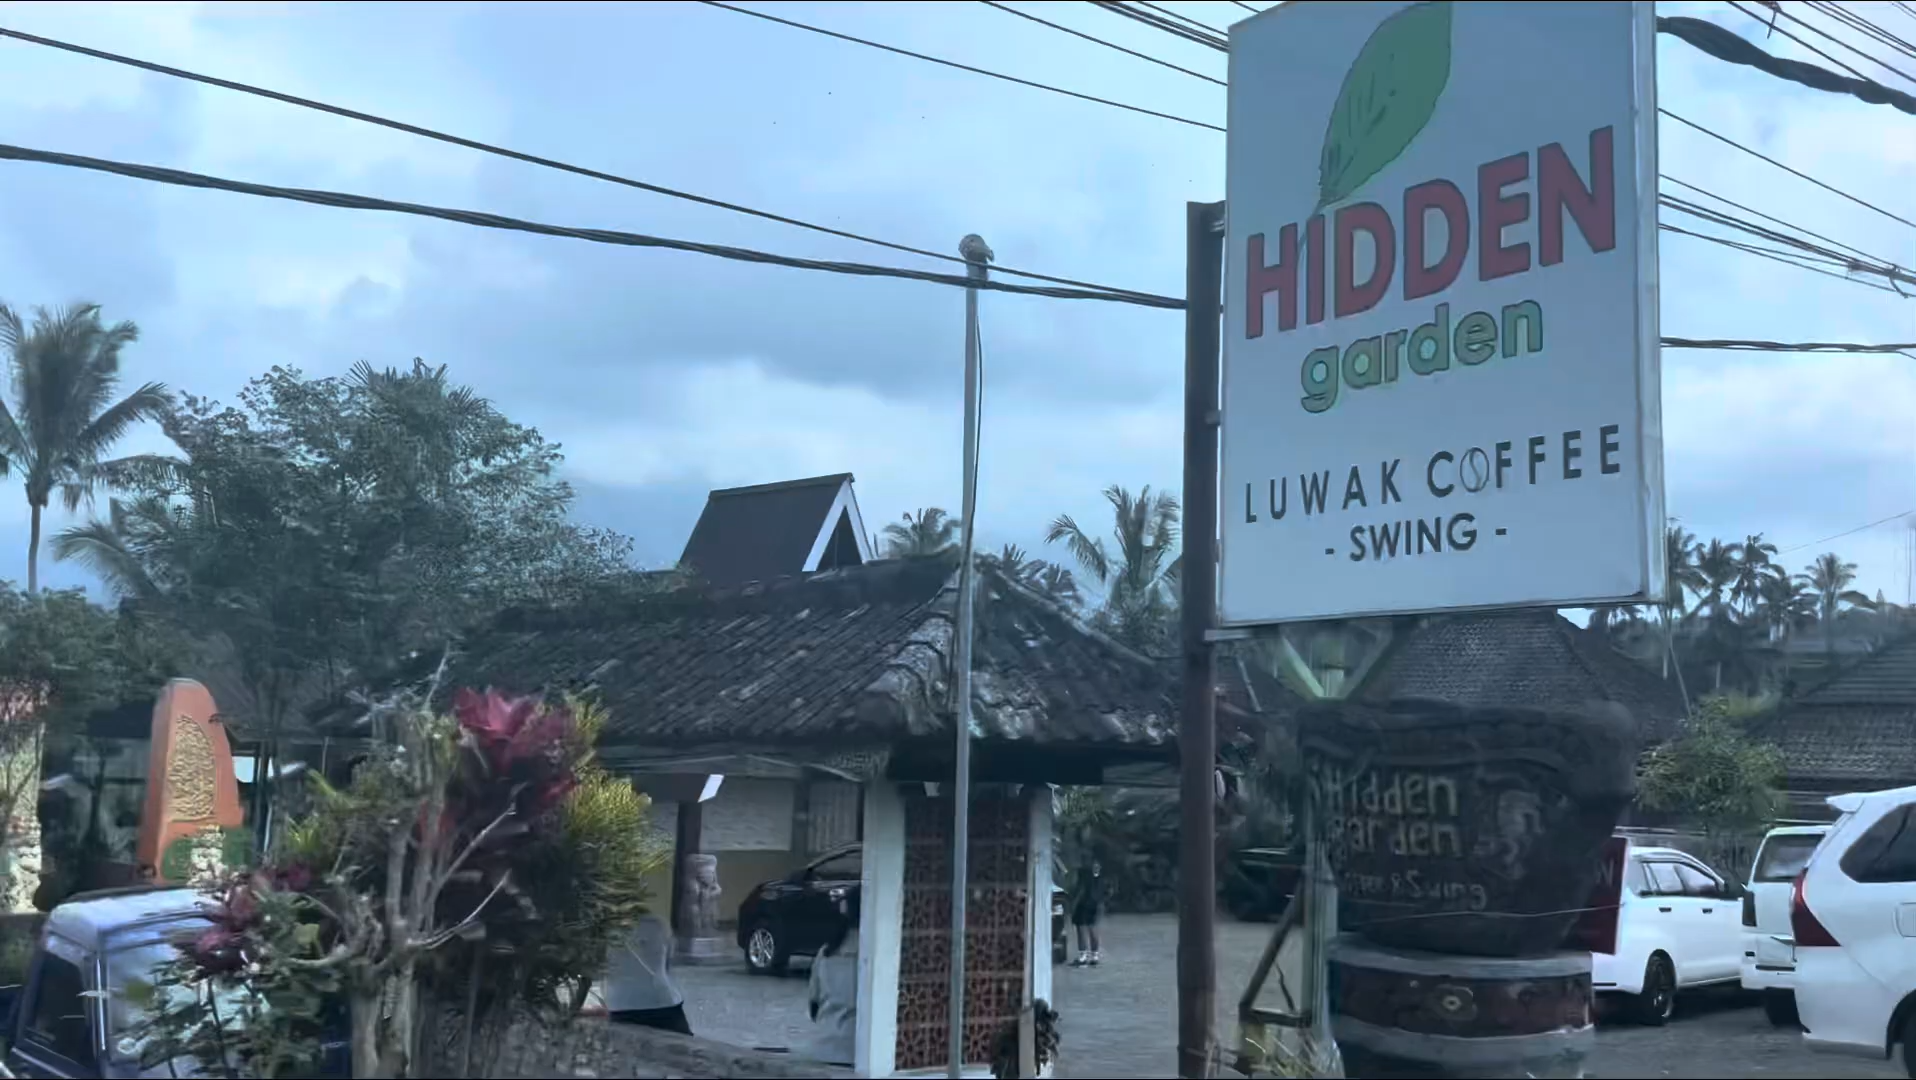 HIDDEN
garden
LUWAK COFFEE
- SWING -
Hidden
garden
& Swing